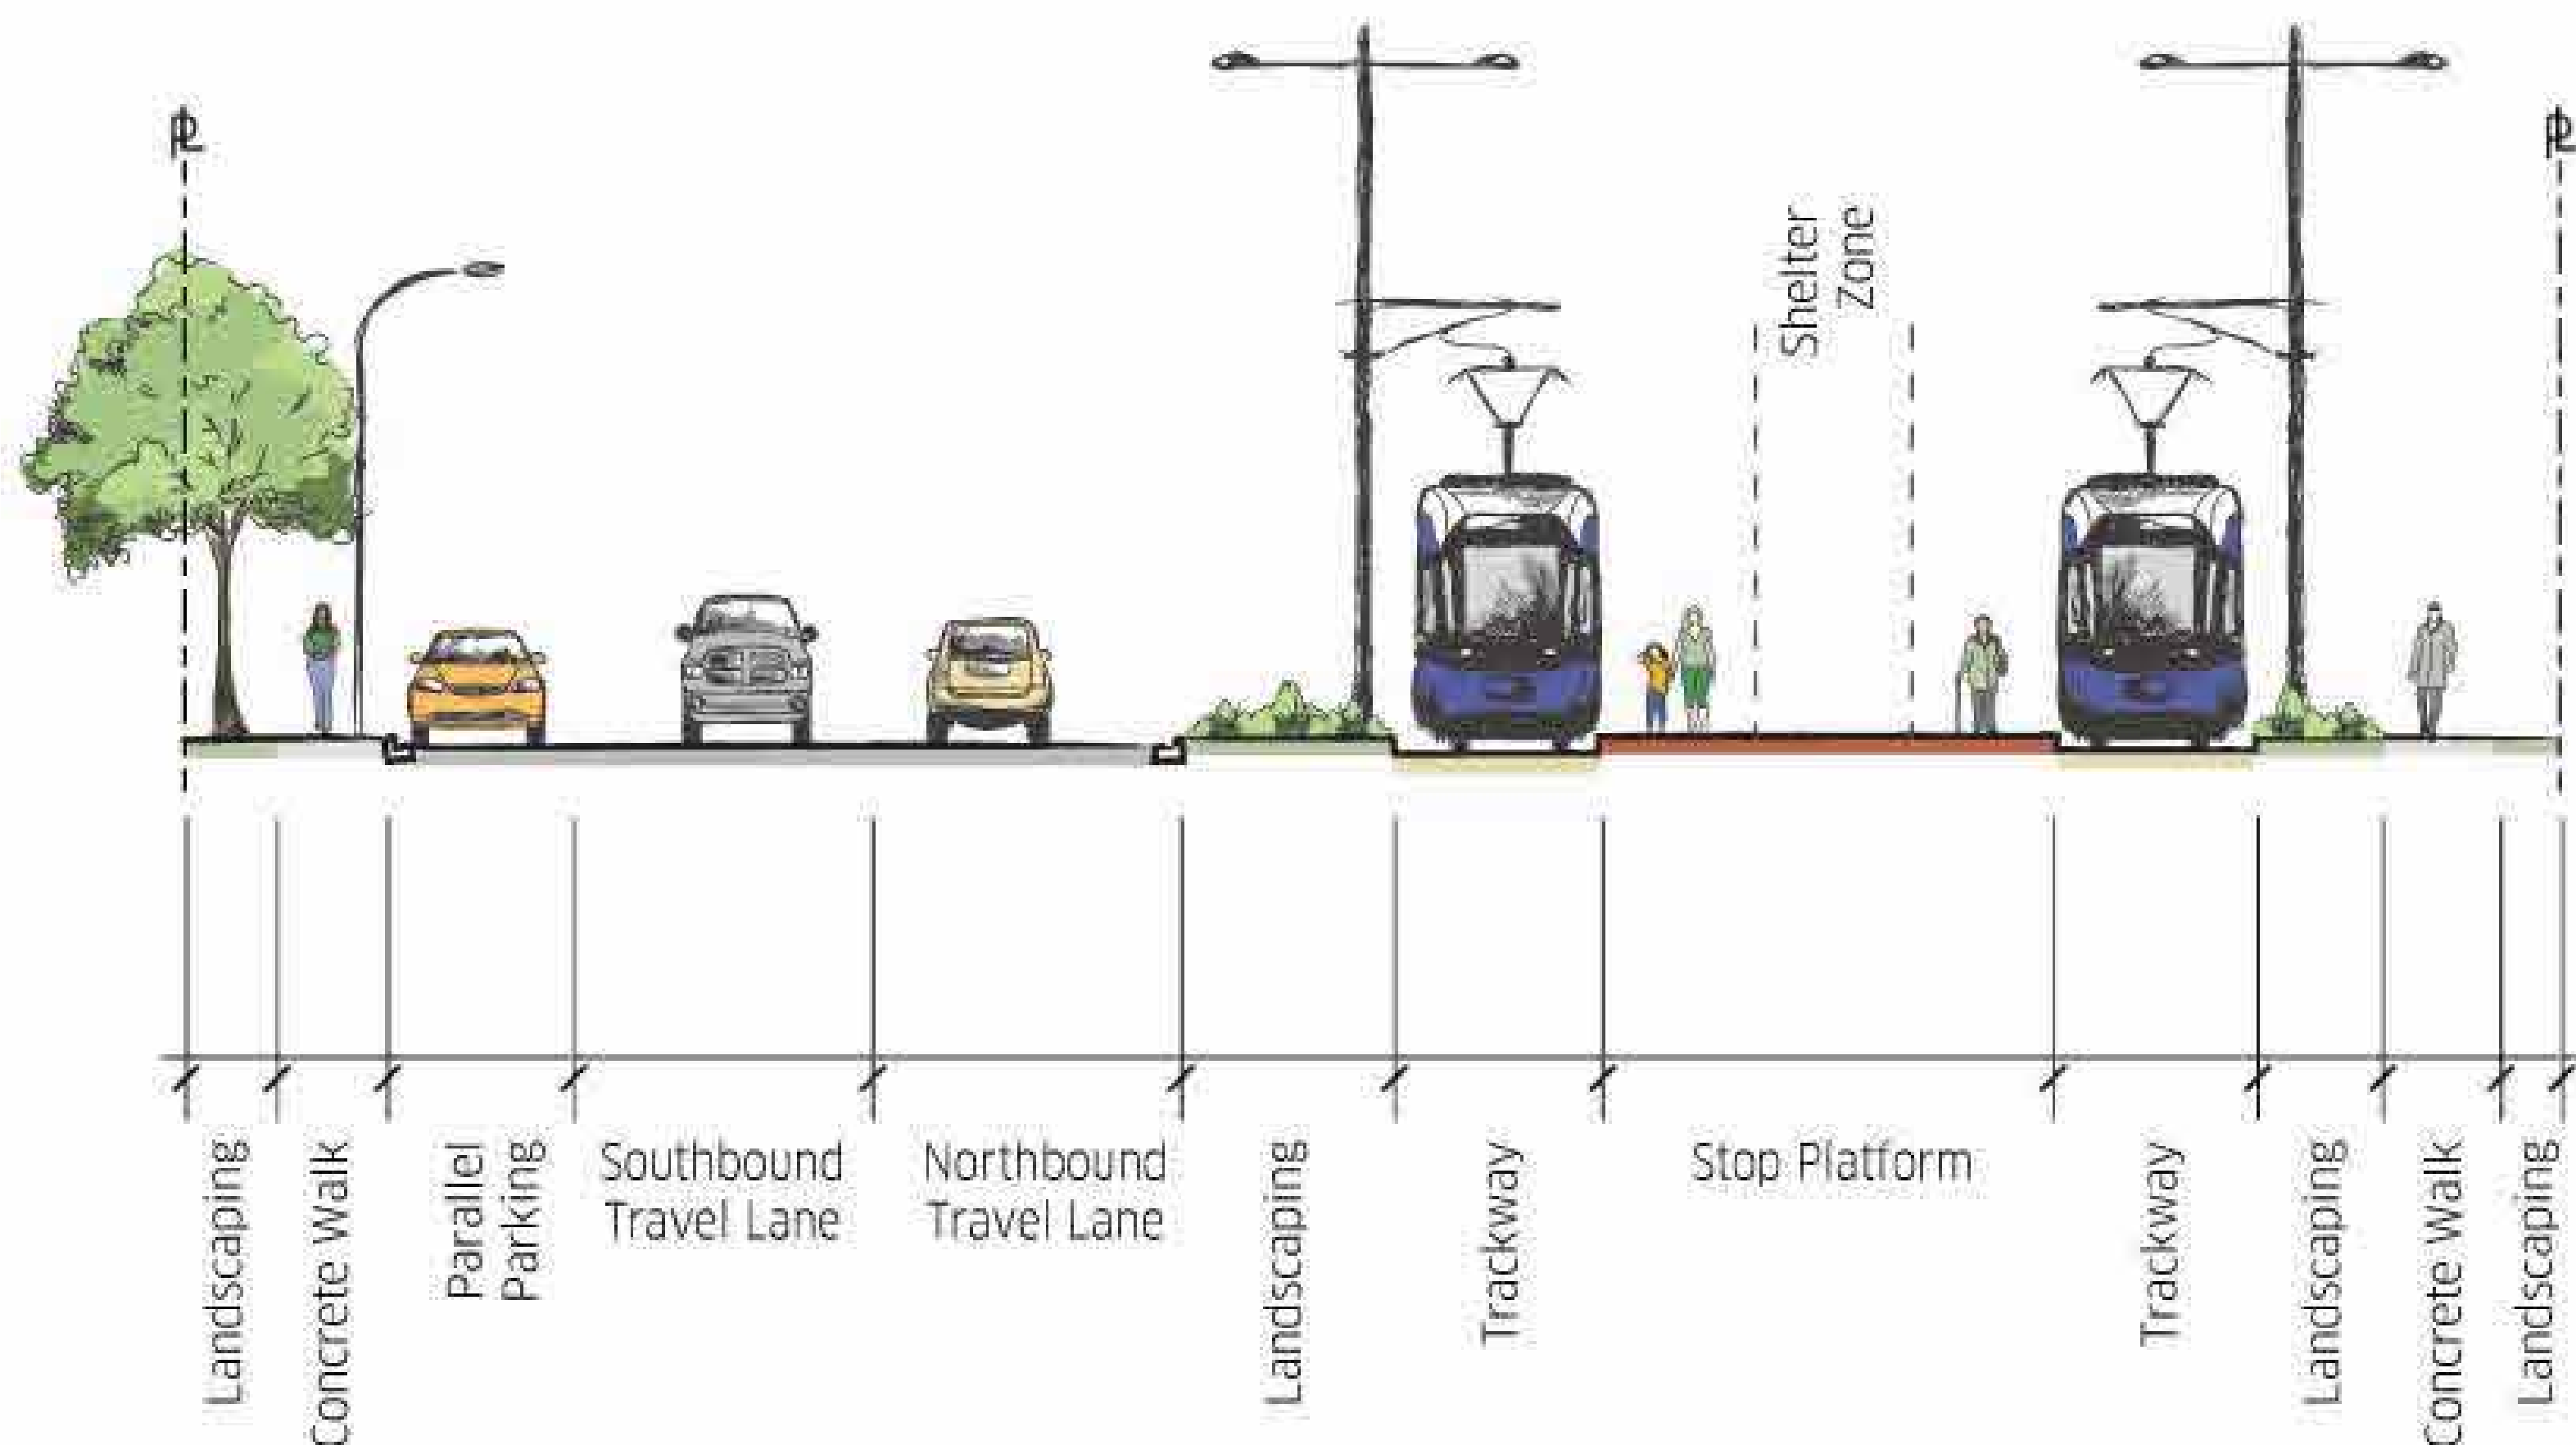 PL
PL
Shelter
Zone
Landscaping
Concrete Walk
Parallel
Parking
Southbound
Travel Lane
Northbound
Travel Lane
Landscaping
Trackway
Stop Platform
Trackway
Landscaping
Concrete Walk
Landscaping